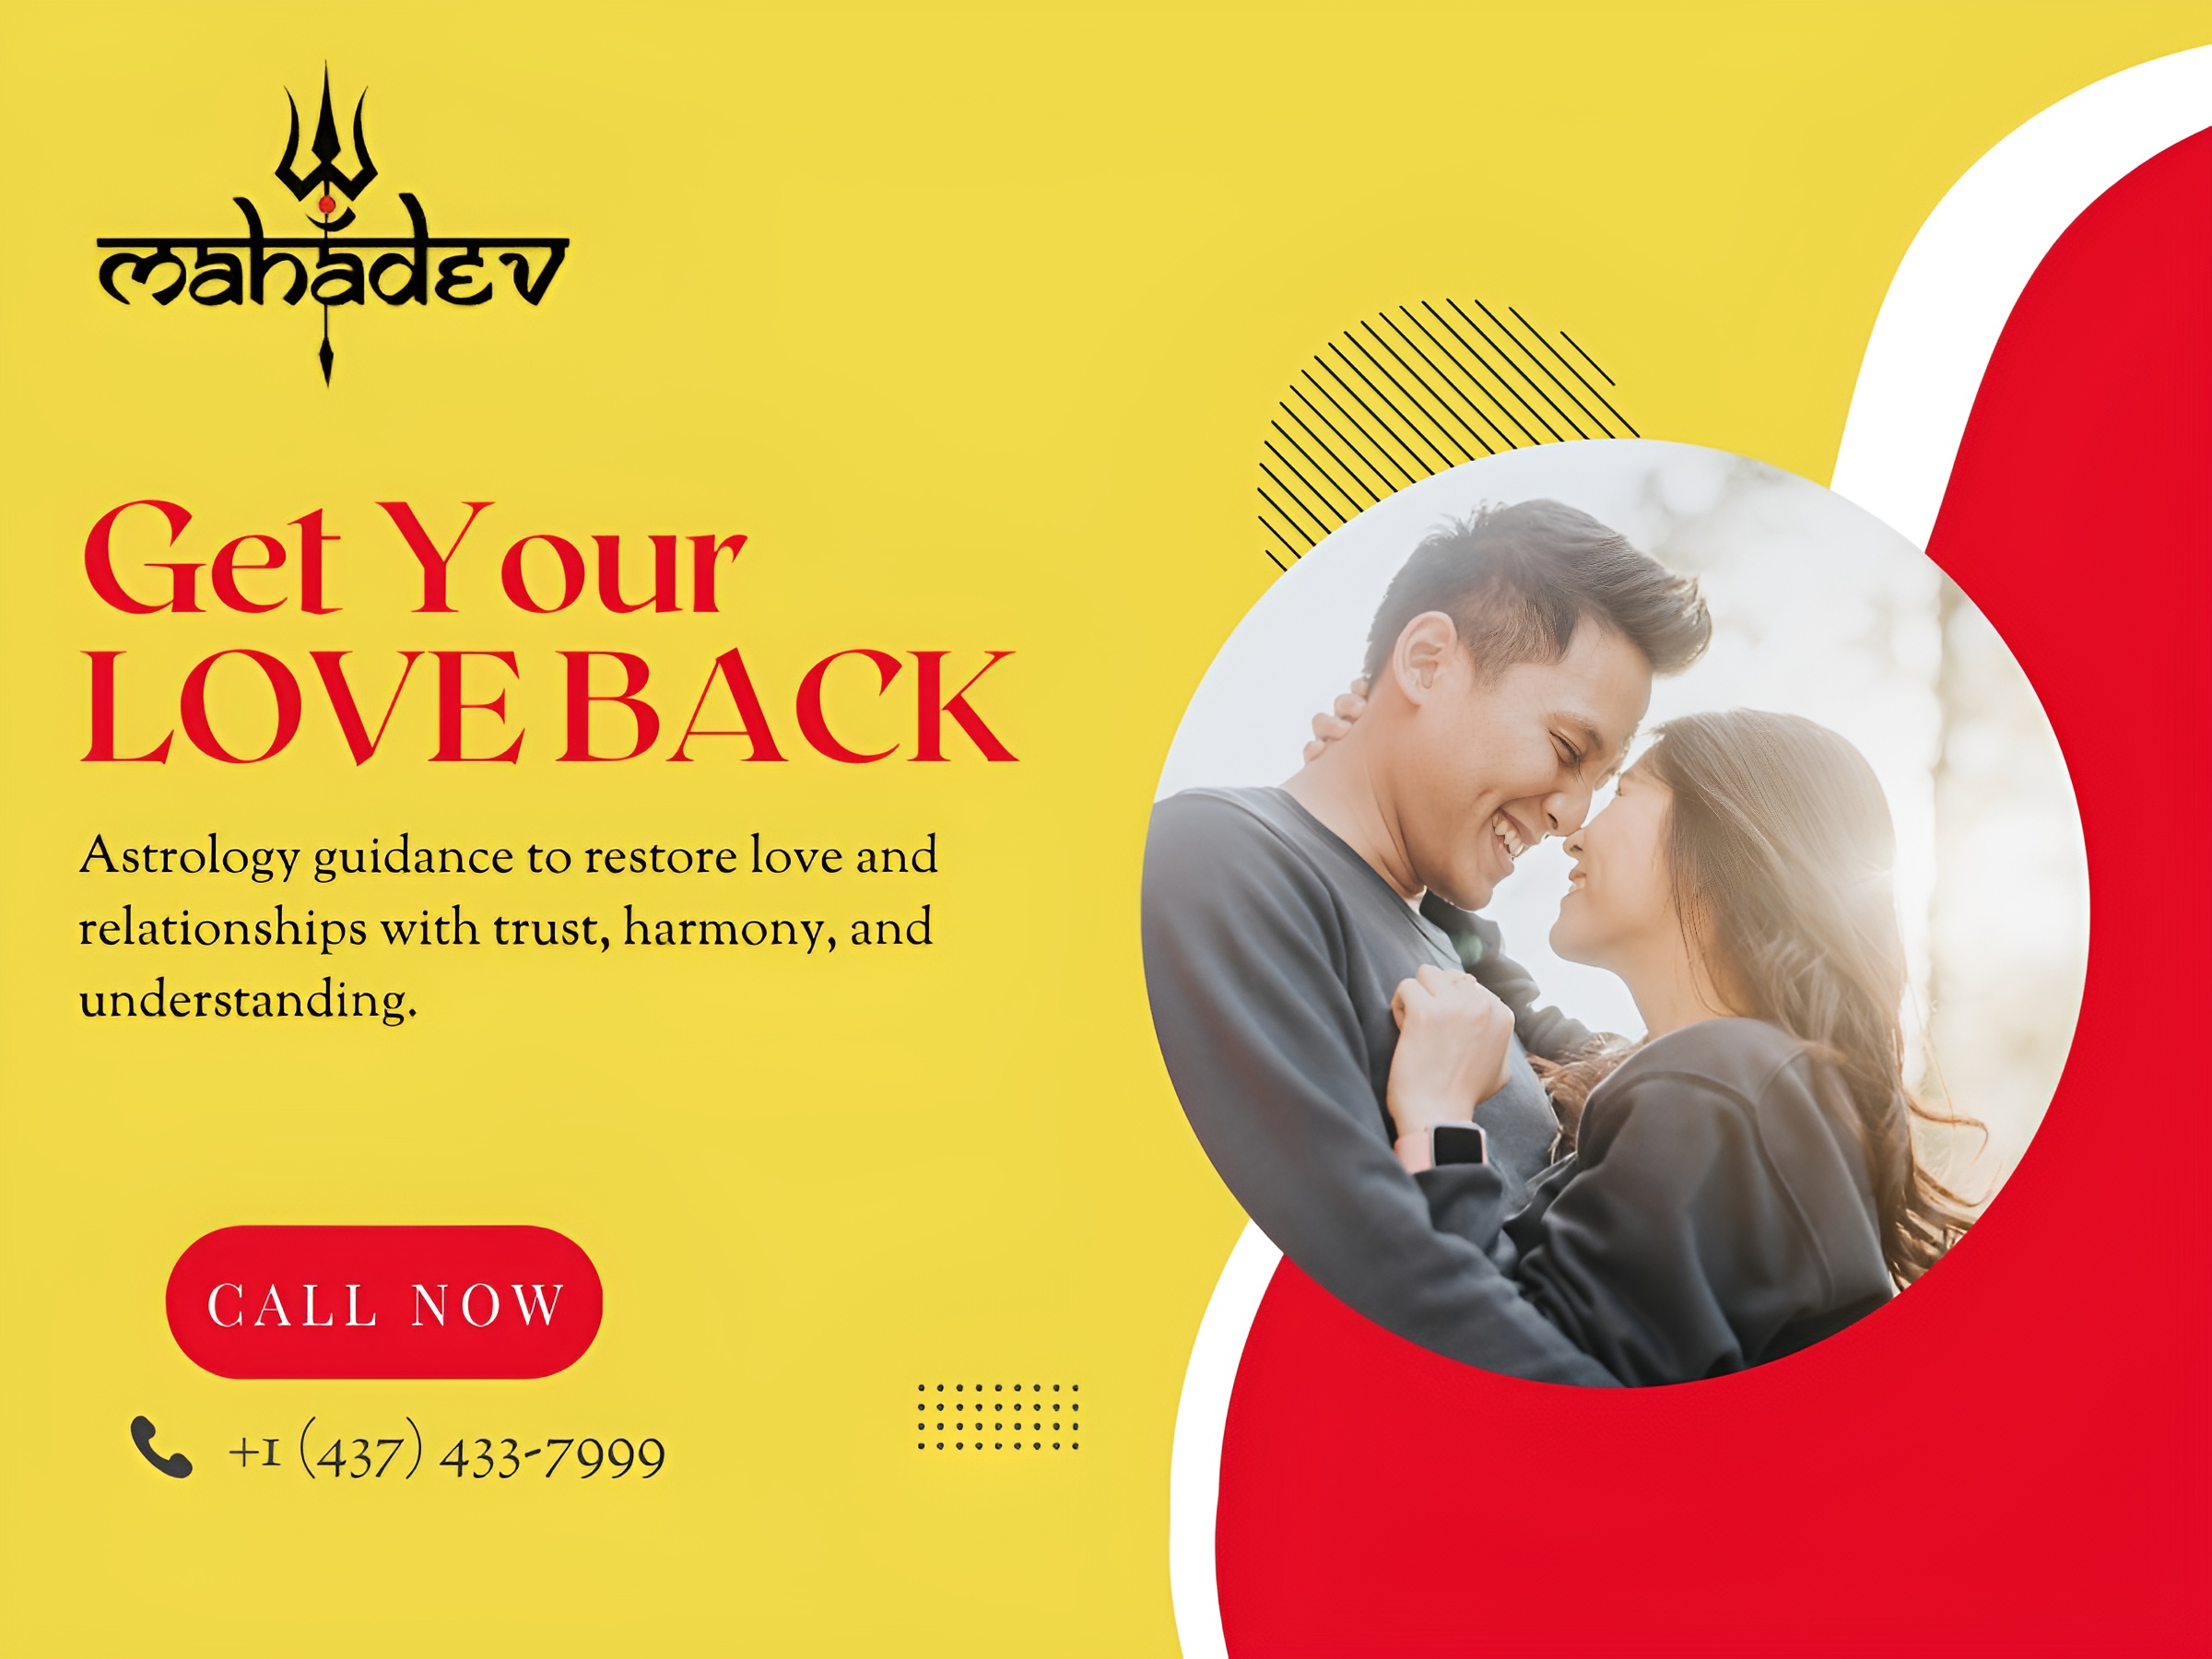 mahadev
Get Your
LOVE BACK
Astrology guidance to restore love and
relationships with trust, harmony, and
understanding.
CALL NOW
+1 (437) 433-7999